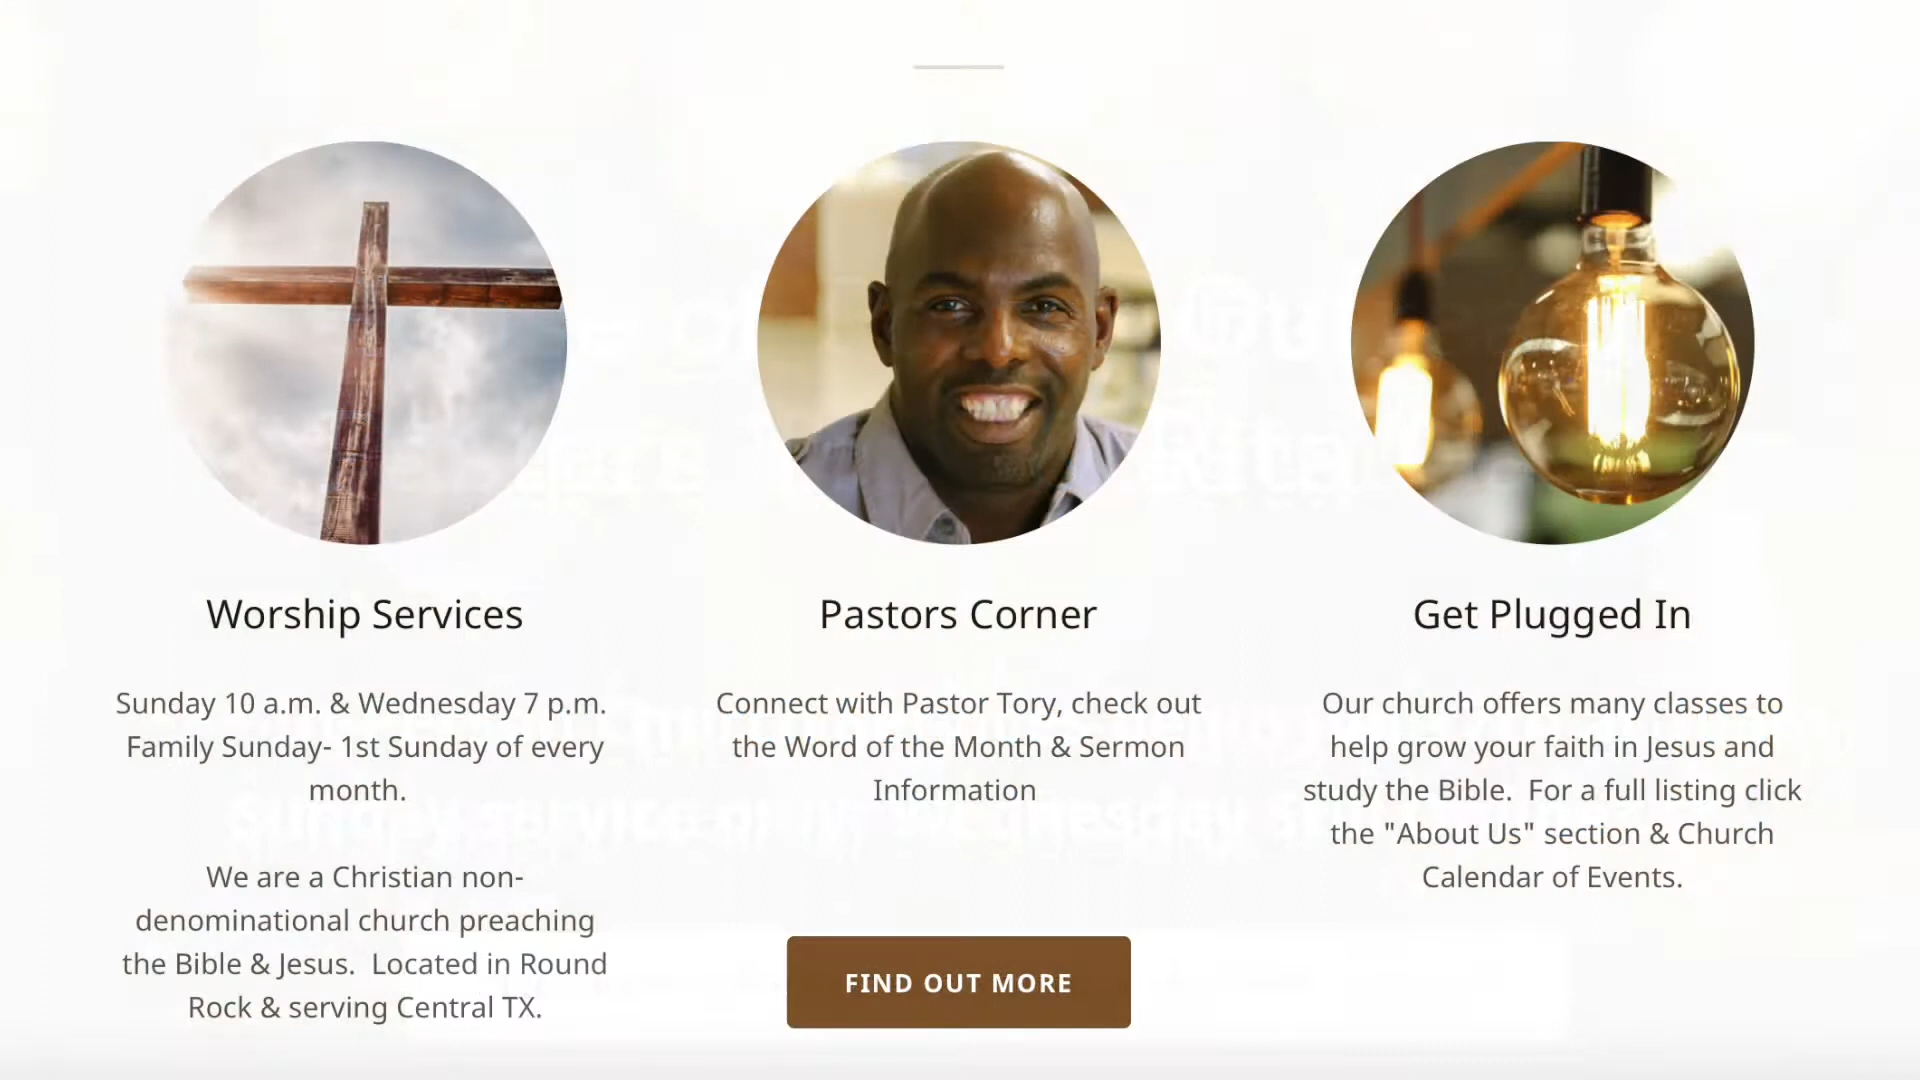 Worship Services
Sunday 10 a.m. & Wednesday 7 p.m.
Family Sunday- 1st Sunday of every
month.
We are a Christian non-
denominational church preaching
the Bible & Jesus.  Located in Round
Rock & serving Central TX.
Pastors Corner
Connect with Pastor Tory, check out
the Word of the Month & Sermon
Information
FIND OUT MORE
Get Plugged In
Our church offers many classes to
help grow your faith in Jesus and
study the Bible.  For a full listing click
the "About Us" section & Church
Calendar of Events.